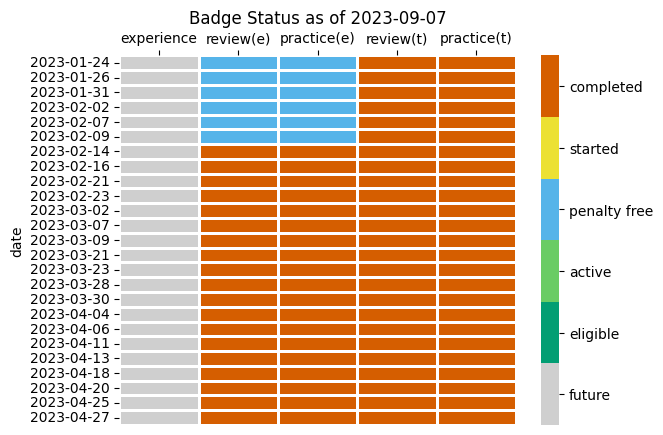 Badge Status as of 2023-09-07
experience review(e) practice(e) review(t) practice(t)
date
2023-01-24
2023-01-26
2023-01-31
2023-02-02
2023-02-07
2023-02-09
2023-02-14
2023-02-16
2023-02-21
2023-02-23
2023-03-02
2023-03-07
2023-03-09
2023-03-21
2023-03-23
2023-03-28
2023-03-30
2023-04-04
2023-04-06
2023-04-11
2023-04-13
2023-04-18
2023-04-20
2023-04-25
2023-04-27
completed
started
penalty free
active
eligible
future